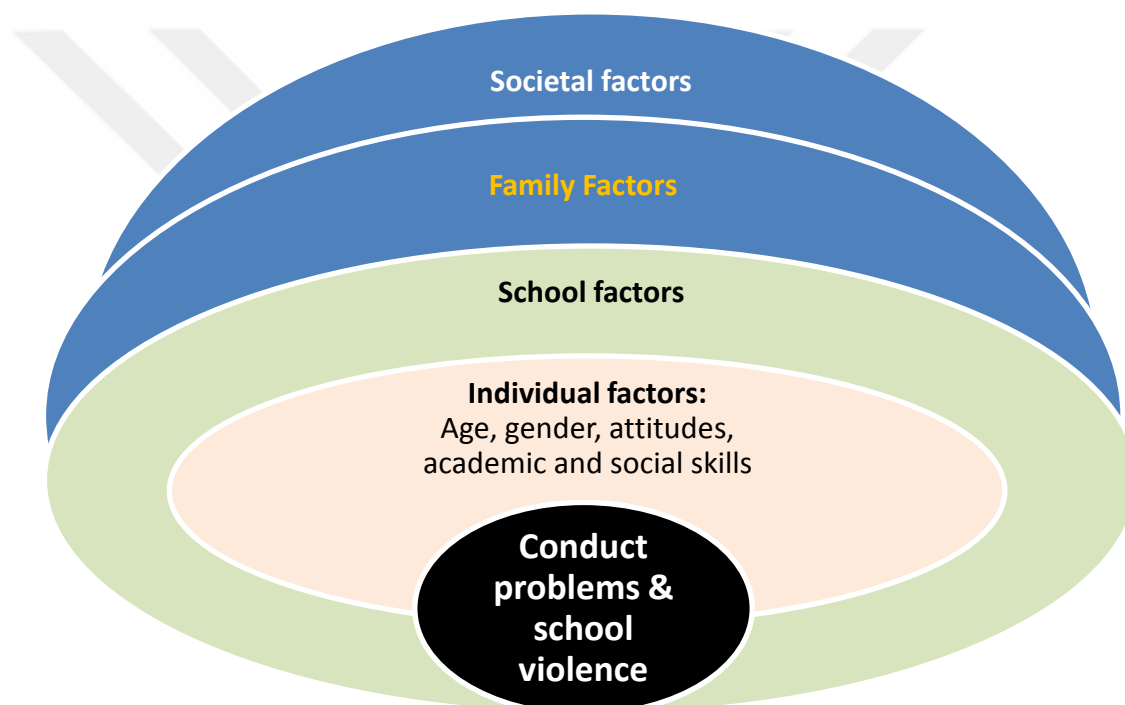 Societal factors
Family Factors
School factors
Individual factors:
Age, gender, attitudes,
academic and social skills
Conduct
problems &
school
violence